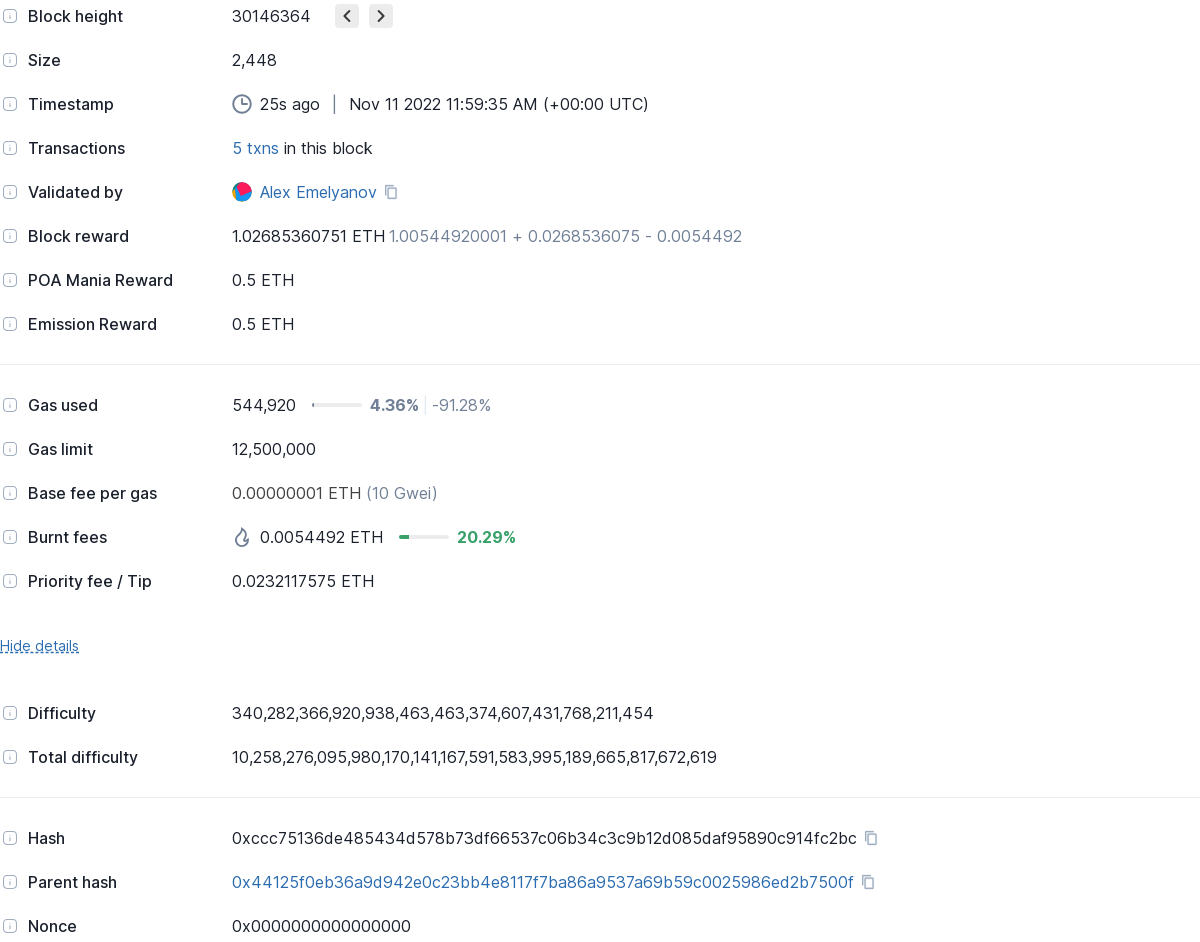 Block height 30146364
Size 2,448
Timestamp 25s ago | Nov 11 2022 11:59:35 AM (+00:00 UTC)
Transactions 5 txns in this block
Validated by Alex Emelyanov
Block reward 1.02685360751 ETH 1.00544920001 + 0.0268536075 - 0.0054492
POA Mania Reward 0.5 ETH
Emission Reward 0.5 ETH
Gas used 544,920 4.36% -91.28%
Gas limit 12,500,000
Base fee per gas 0.00000001 ETH (10 Gwei)
Burnt fees 0.0054492 ETH 20.29%
Priority fee / Tip 0.0232117575 ETH
Hide details
Difficulty 340,282,366,920,938,463,463,374,607,431,768,211,454
Total difficulty 10,258,276,095,980,170,141,167,591,583,995,189,665,817,672,619
Hash 0xccc75136de485434d578b73df66537c06b34c3c9b12d085daf95890c914fc2bc
Parent hash 0x44125f0eb36a9d942e0c23bb4e8117f7ba86a9537a69b59c0025986ed2b7500f
Nonce 0x0000000000000000